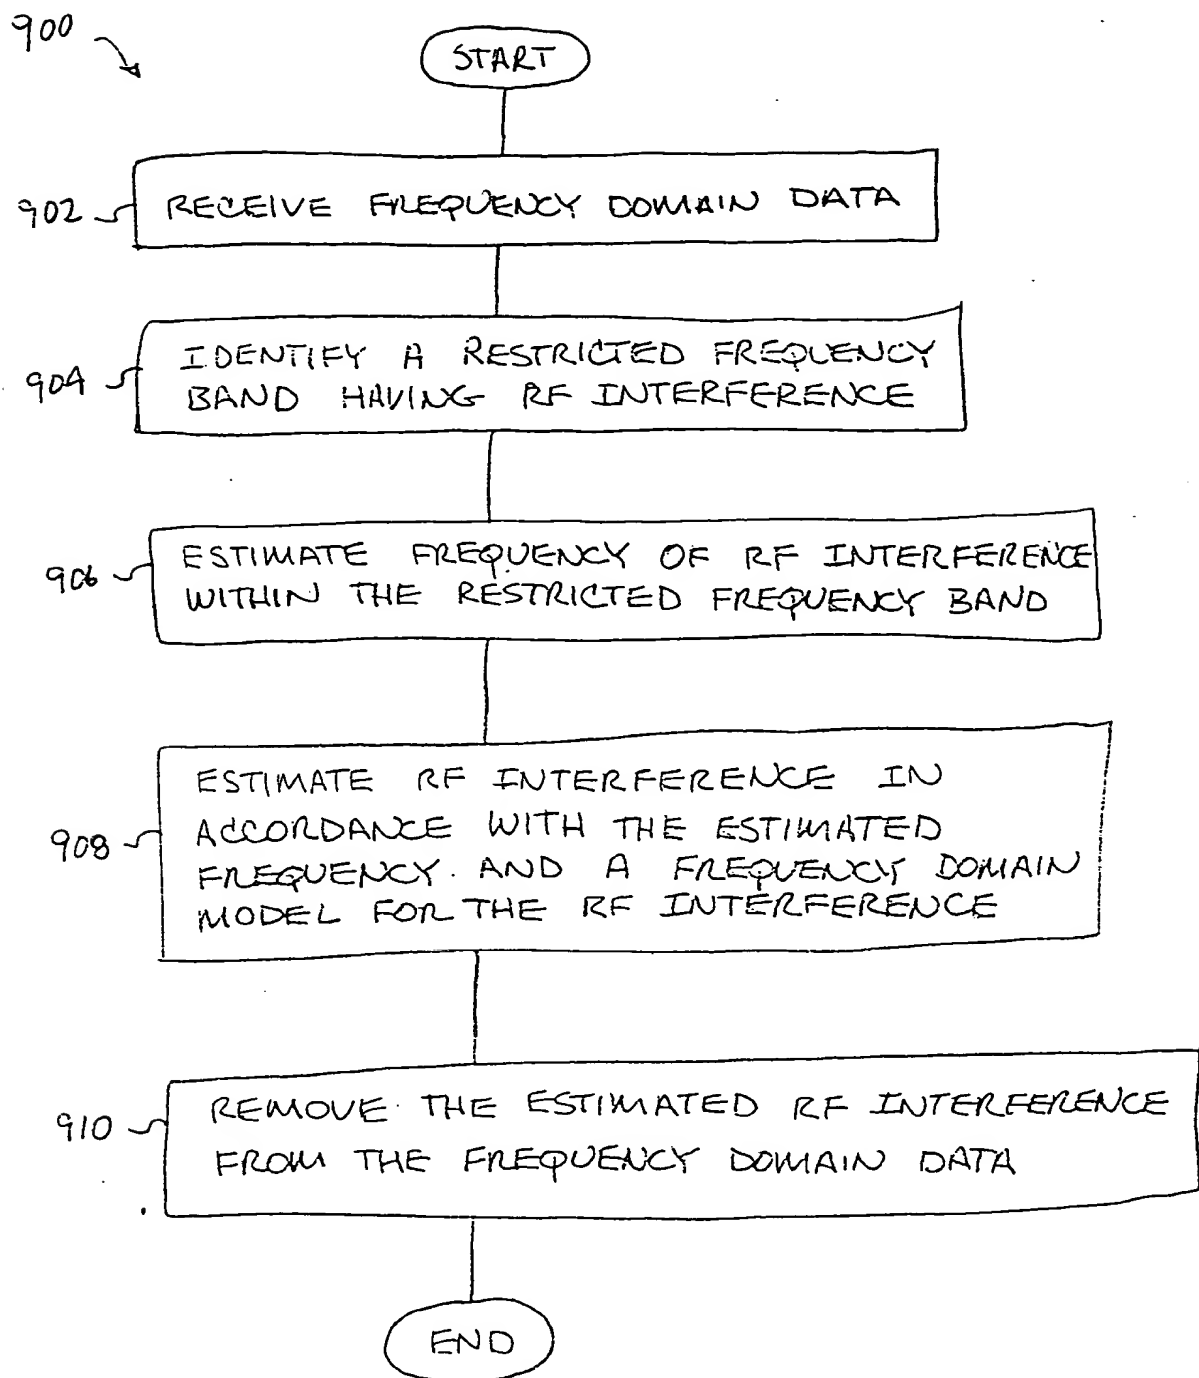 900
START
902
RECEIVE FREQUENCY DOMAIN DATA
904
IDENTIFY A RESTRICTED FREQUENCY
BAND HAVING RF INTERFERENCE
906
ESTIMATE FREQUENCY OF RF INTERFERENCE
WITHIN THE RESTRICTED FREQUENCY BAND
908
ESTIMATE RF INTERFERENCE IN
ACCORDANCE WITH THE ESTIMATED
FREQUENCY AND A FREQUENCY DOMAIN
MODEL FOR THE RF INTERFERENCE
910
REMOVE THE ESTIMATED RF INTERFERENCE
FROM THE FREQUENCY DOMAIN DATA
END